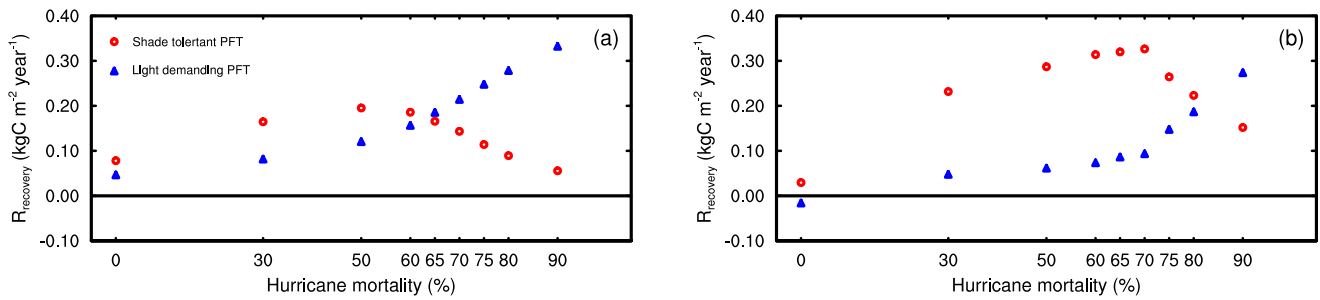 0.40
0.30
0.20
0.10
0.00
-0.10
R_recovery (kgC m⁻² year⁻¹)
Shade tolertant PFT
Light demanding PFT
(a)
0 30 50 60 65 70 75 80 90
Hurricane mortality (%)
0.40
0.30
0.20
0.10
0.00
-0.10
R_recovery (kgC m⁻² year⁻¹)
(b)
0 30 50 60 65 70 75 80 90
Hurricane mortality (%)